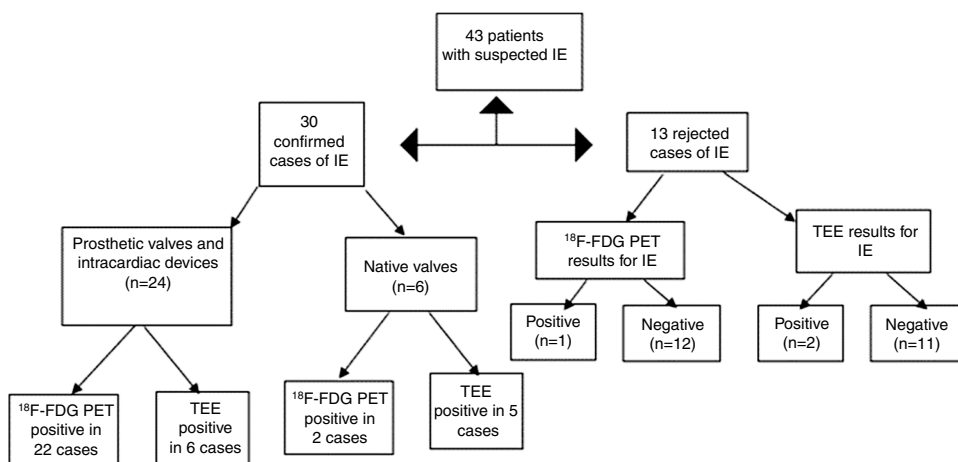 43 patients
with suspected IE
30
confirmed
cases of IE
13 rejected
cases of IE
Prosthetic valves and
intracardiac devices
(n=24)
Native valves
(n=6)
¹⁸F-FDG PET
results for IE
TEE results for
IE
Positive
(n=1)
Negative
(n=12)
Positive
(n=2)
Negative
(n=11)
¹⁸F-FDG PET
positive in
22 cases
TEE
positive
in 6 cases
¹⁸F-FDG PET
positive in
2 cases
TEE
positive in 5
cases